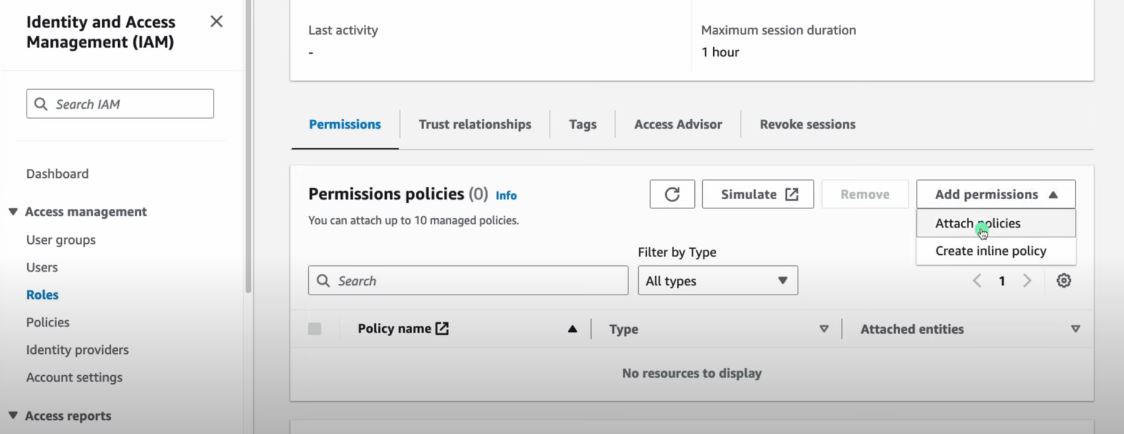 Identity and Access
Management (IAM)
Search IAM
Dashboard
Access management
User groups
Users
Roles
Policies
Identity providers
Account settings
Access reports
Last activity
-
Maximum session duration
1 hour
Permissions
Trust relationships
Tags
Access Advisor
Revoke sessions
Permissions policies (0) Info
You can attach up to 10 managed policies.
Simulate
Remove
Add permissions
Attach policies
Create inline policy
Filter by Type
Search
All types
1
Policy name
Type
Attached entities
No resources to display